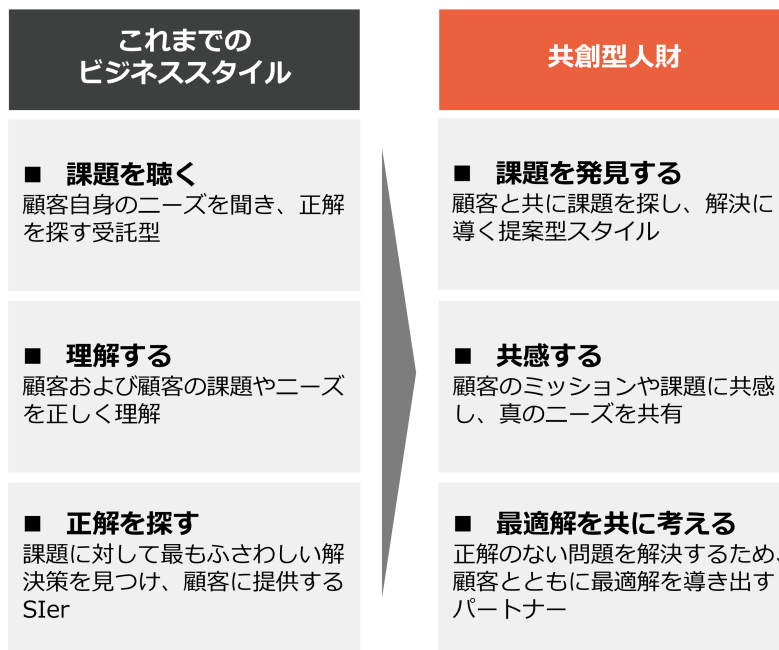 これまでの
ビジネススタイル
■ 課題を聴く
顧客自身のニーズを聞き、正解
を探す受託型
■ 理解する
顧客および顧客の課題やニーズ
を正しく理解
■ 正解を探す
課題に対して最もふさわしい解
決策を見つけ、顧客に提供する
SIer
共創型人財
■ 課題を発見する
顧客と共に課題を探し、解決に
導く提案型スタイル
■ 共感する
顧客のミッションや課題に共感
し、真のニーズを共有
■ 最適解を共に考える
正解のない問題を解決するため、
顧客とともに最適解を導き出す
パートナー